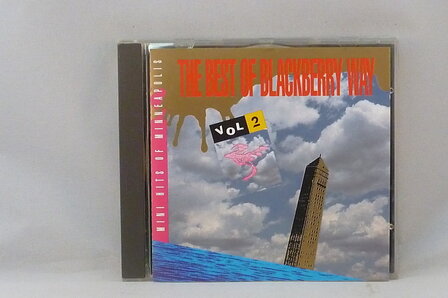 THE BEST OF BLACKBERRY WAY
VOL 2
MINI HITS OF MINNEAPOLIS